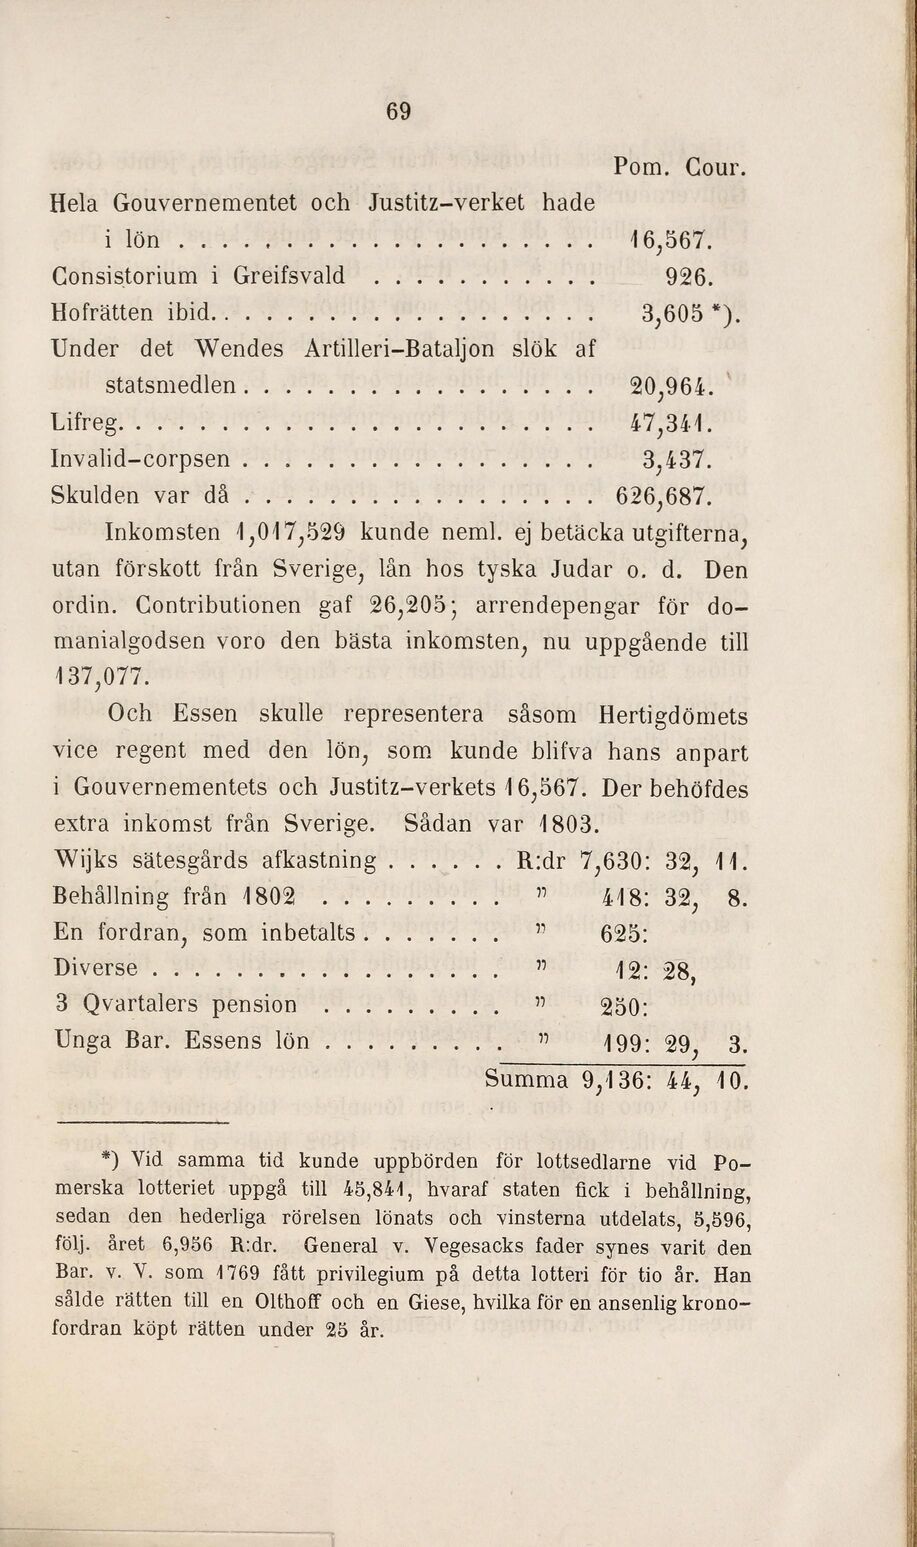 69
Pom. Cour.
Hela Gouvernementet och Justitz-verket hade
i lön . . . . . . . . . . . . . . . . . . . . 16,567.
Consistorium i Greifsvald . . . . . . . . . . . 926.
Hofrätten ibid. . . . . . . . . . . . . . . . . . . 3,605 *).
Under det Wendes Artilleri-Bataljon slök af
statsmedlen . . . . . . . . . . . . . . . . . 20,964.
Lifreg. . . . . . . . . . . . . . . . . . . . . . . 47,341.
Invalid-corpsen . . . . . . . . . . . . . . . . . 3,437.
Skulden var då . . . . . . . . . . . . . . . . . 626,687.
Inkomsten 1,017,529 kunde neml. ej betäcka utgifterna,
utan förskott från Sverige, lån hos tyska Judar o. d. Den
ordin. Contributionen gaf 26,205; arrendepengar för do-
manialgodsen voro den bästa inkomsten, nu uppgående till
137,077.
Och Essen skulle representera såsom Hertigdömets
vice regent med den lön, som kunde blifva hans anpart
i Gouvernementets och Justitz-verkets 16,567. Der behöfdes
extra inkomst från Sverige. Sådan var 1803.
Wijks sätesgårds afkastning . . . . . . R:dr 7,630: 32, 11.
Behållning från 1802 . . . . . . . . . " 418: 32, 8.
En fordran, som inbetalts . . . . . . . " 625:
Diverse . . . . . . . . . . . . . . . . . " 12: 28,
3 Qvartalers pension . . . . . . . . . " 250:
Unga Bar. Essens lön . . . . . . . . . " 199: 29, 3.
Summa 9,136: 44, 10.
*) Vid samma tid kunde uppbörden för lottsedlarne vid Po-
merska lotteriet uppgå till 45,841, hvaraf staten fick i behållning,
sedan den hederliga rörelsen lönats och vinsterna utdelats, 5,596,
följ. året 6,956 R:dr. General v. Vegesacks fader synes varit den
Bar. v. V. som 1769 fått privilegium på detta lotteri för tio år. Han
sålde rätten till en Olthoff och en Giese, hvilka för en ansenlig krono-
fordran köpt rätten under 25 år.